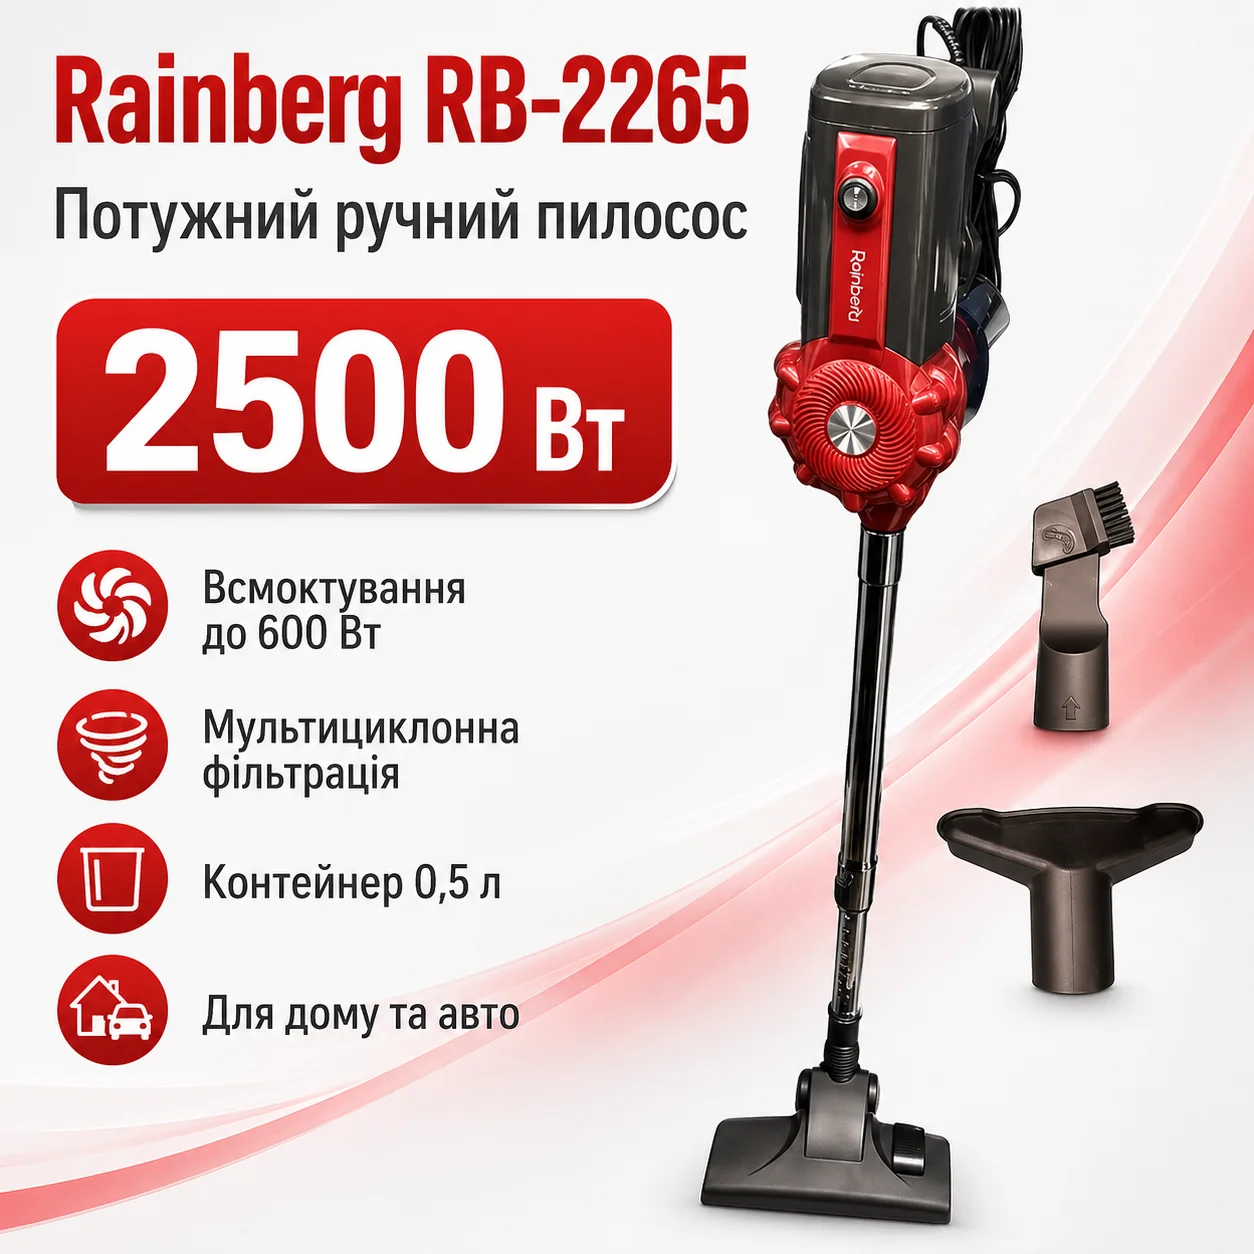 Rainberg RB-2265
Потужний ручний пилосос
2500 Вт
Всмоктування
до 600 Вт
Мультициклонна
фільтрація
Контейнер 0,5 л
Для дому та авто
Rainberg